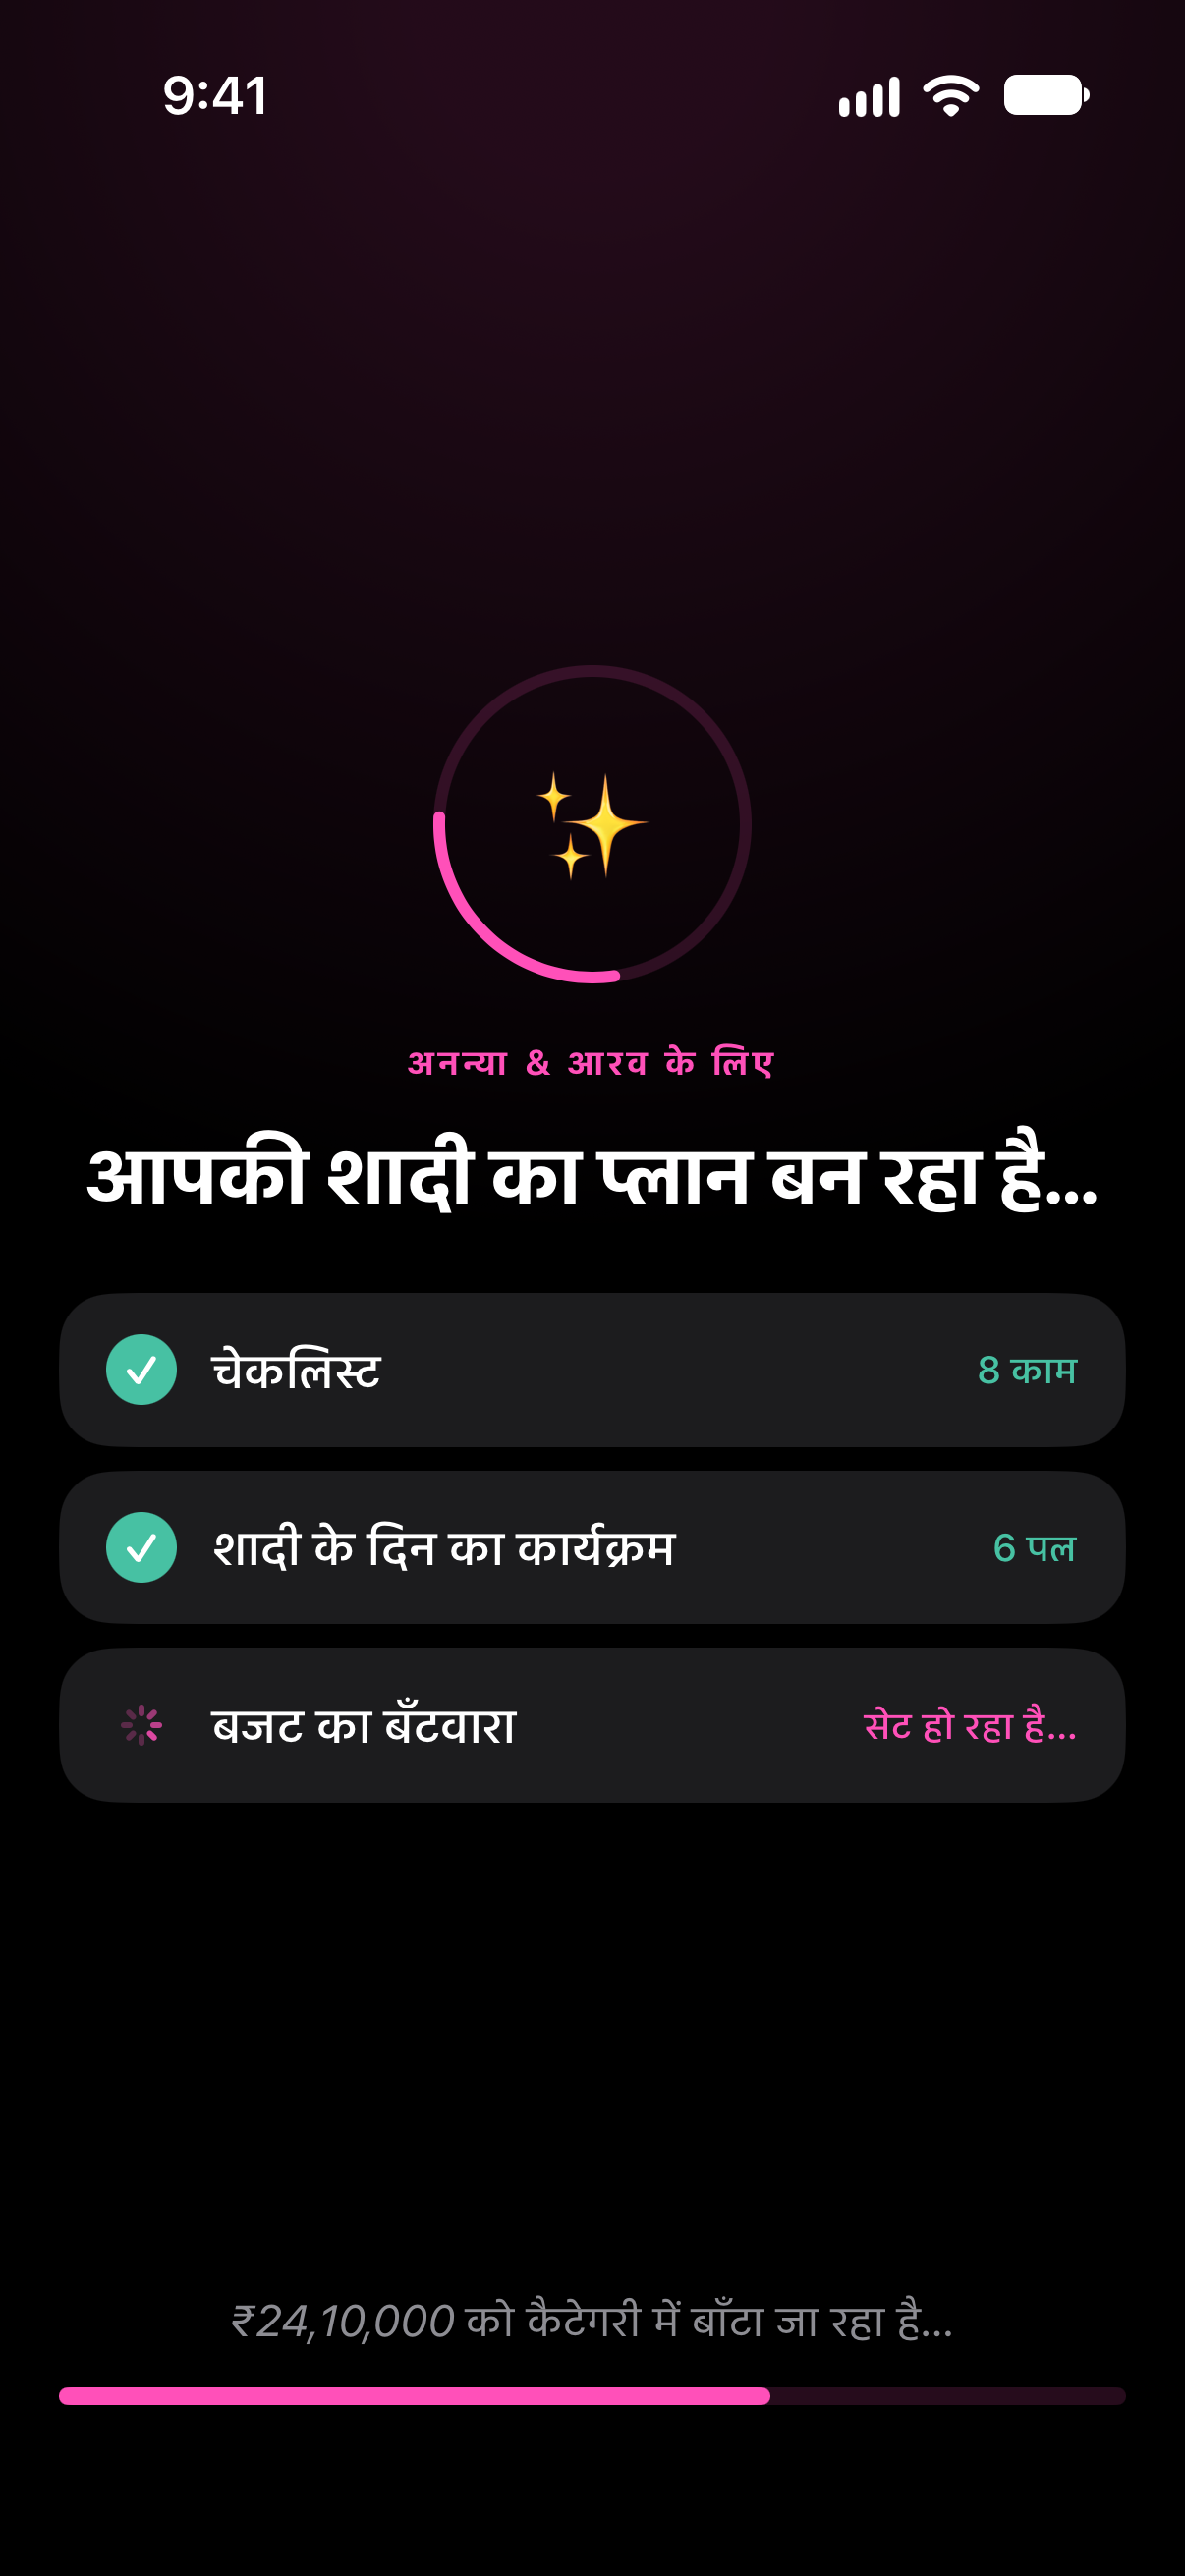 9:41
अनन्या & आरव के लिए
आपकी शादी का प्लान बन रहा है...
चेकलिस्ट
8 काम
शादी के दिन का कार्यक्रम
6 पल
बजट का बँटवारा
सेट हो रहा है...
₹24,10,000 को कैटेगरी में बाँटा जा रहा है...